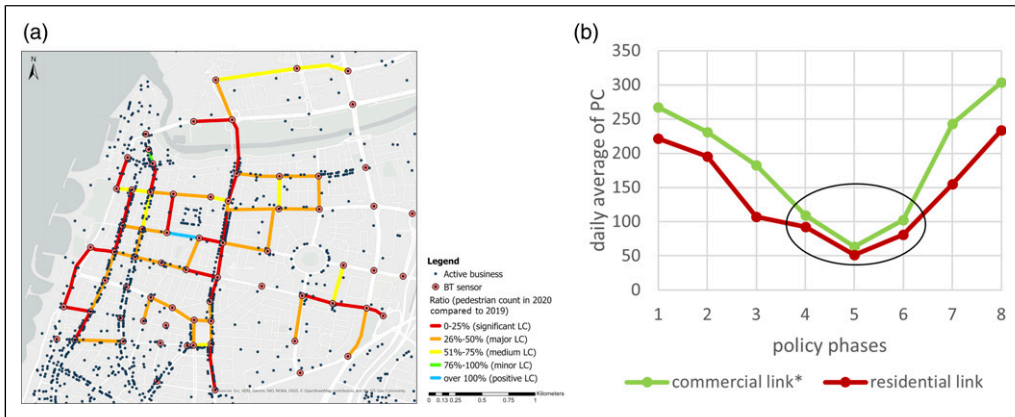 (a)
N
Legend
Active business
BT sensor
Ratio (pedestrian count in 2020
compared to 2019)
0-25% (significant LC)
26%-50% (major LC)
51%-75% (medium LC)
76%-100% (minor LC)
over 100% (positive LC)
Kilometers
0 0.13 0.25 0.5 0.75 1
(b)
daily average of PC
350
300
250
200
150
100
50
0
1 2 3 4 5 6 7 8
policy phases
commercial link* residential link